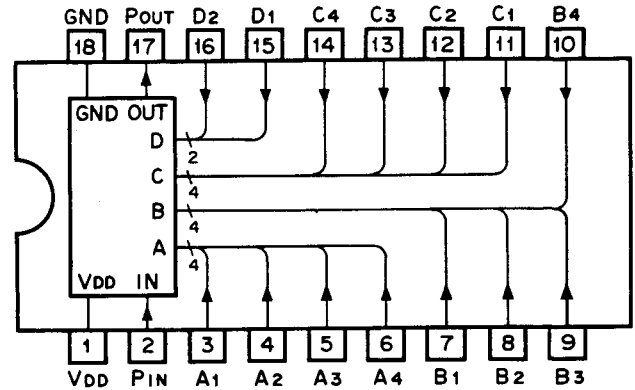 GND POUT D2 D1 C4 C3 C2 C1 B4
18 17 16 15 14 13 12 11 10
GND OUT
D
2
C
4
B
4
A
4
VDD IN
1 2 3 4 5 6 7 8 9
VDD PIN A1 A2 A3 A4 B1 B2 B3